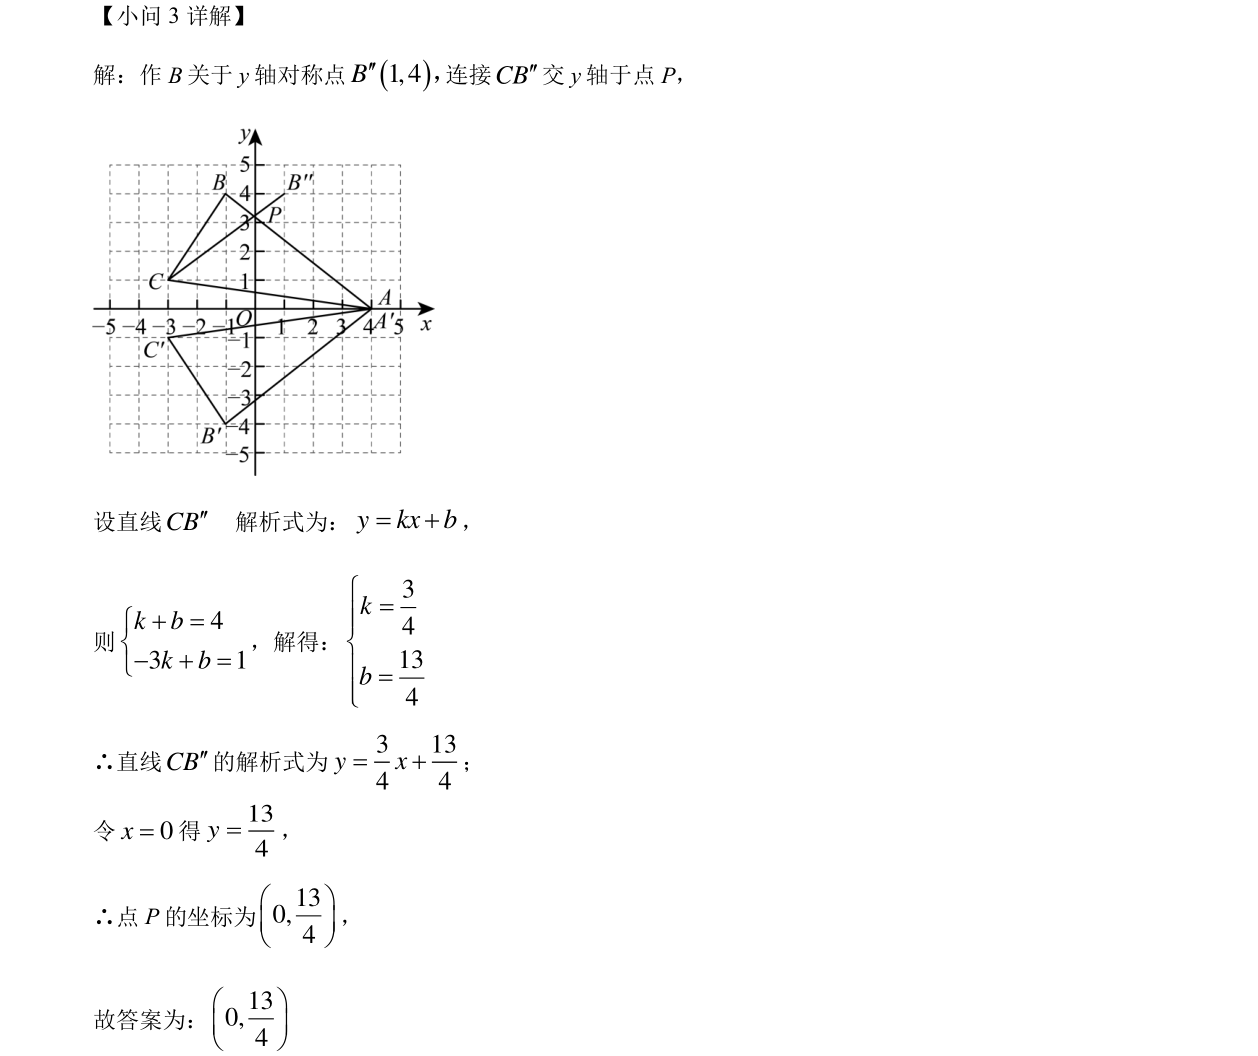 【小问 3 详解】
解：作 B 关于 y 轴对称点 B″(1,4)，连接 CB″ 交 y 轴于点 P，
y
5
B 4 B″
3 P
2
C 1 A
−5 −4 −3 −2 −1 O 1 2 3 4 A′ 5 x
C′ −1
−2
−3
B′ −4
−5
设直线 CB″ 解析式为：y = kx + b，
则 {k + b = 4, −3k + b = 1，解得：{k = 3/4, b = 13/4
∴直线 CB″ 的解析式为 y = 3/4 x + 13/4；
令 x = 0 得 y = 13/4，
∴点 P 的坐标为 (0, 13/4)，
故答案为：(0, 13/4)